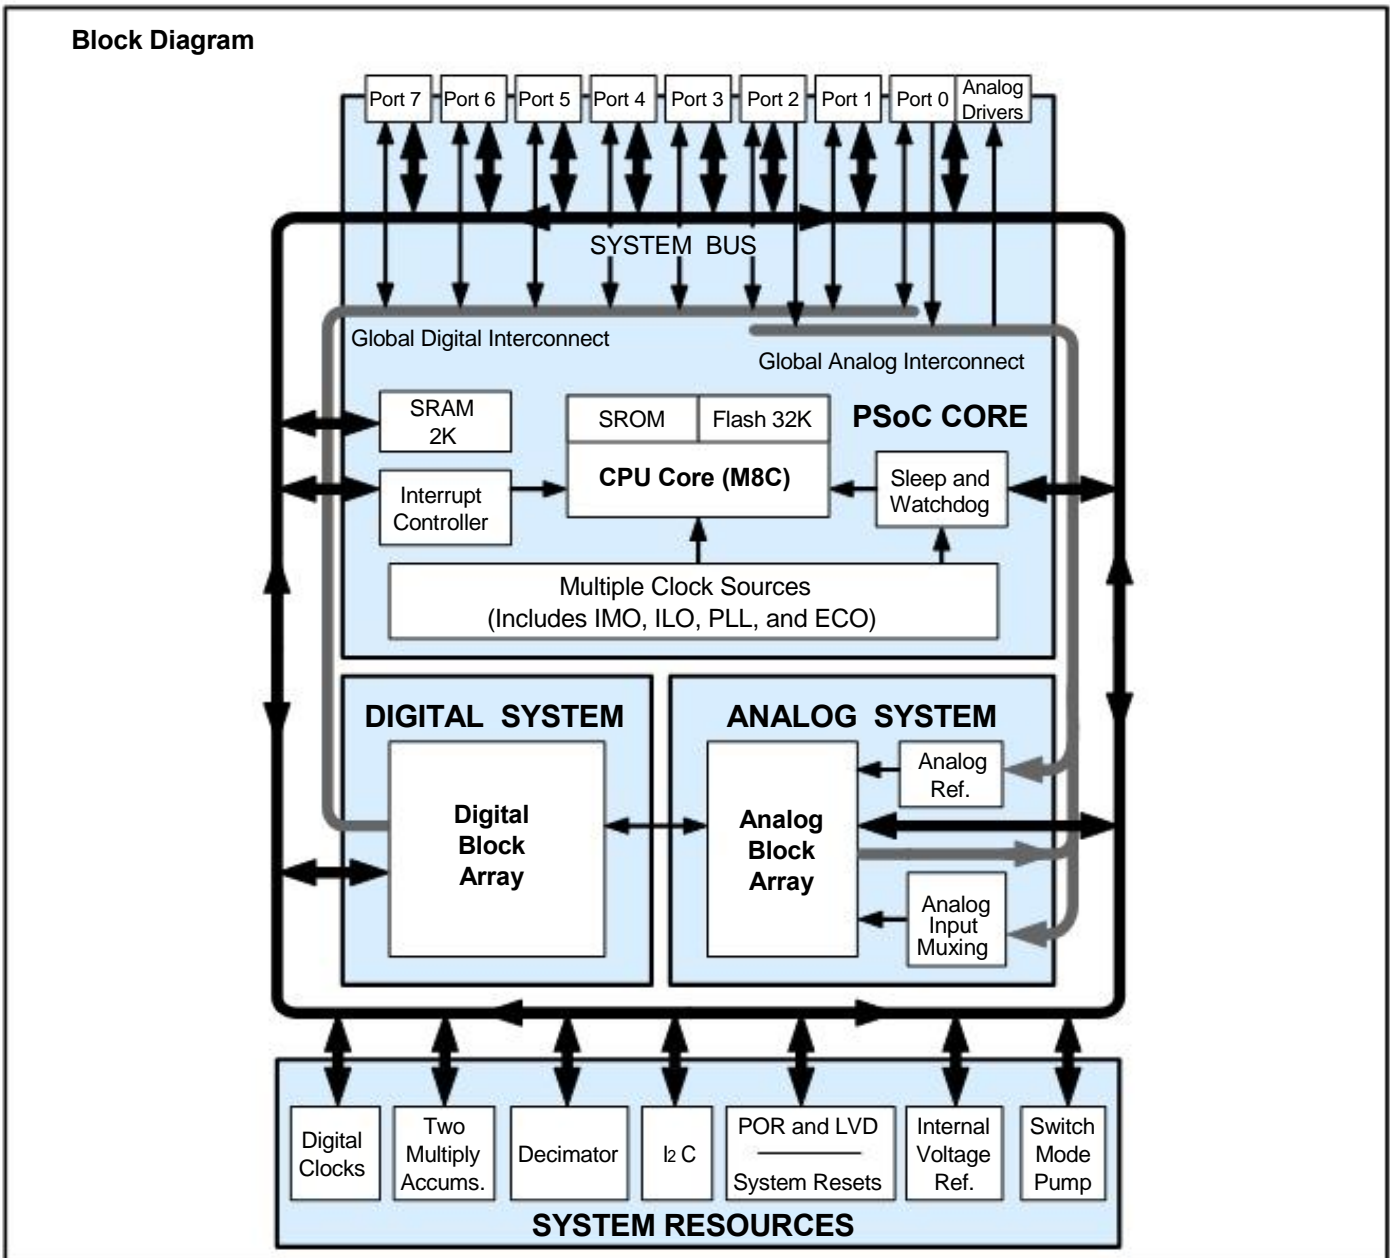 Block Diagram
Port 7
Port 6
Port 5
Port 4
Port 3
Port 2
Port 1
Port 0
Analog
Drivers
SYSTEM BUS
Global Digital Interconnect
Global Analog Interconnect
SRAM
2K
SROM
Flash 32K
PSoC CORE
CPU Core (M8C)
Interrupt
Controller
Sleep and
Watchdog
Multiple Clock Sources
(Includes IMO, ILO, PLL, and ECO)
DIGITAL SYSTEM
ANALOG SYSTEM
Digital
Block
Array
Analog
Block
Array
Analog
Ref.
Analog
Input
Muxing
Digital
Clocks
Two
Multiply
Accums.
Decimator
I2 C
POR and LVD
System Resets
Internal
Voltage
Ref.
Switch
Mode
Pump
SYSTEM RESOURCES